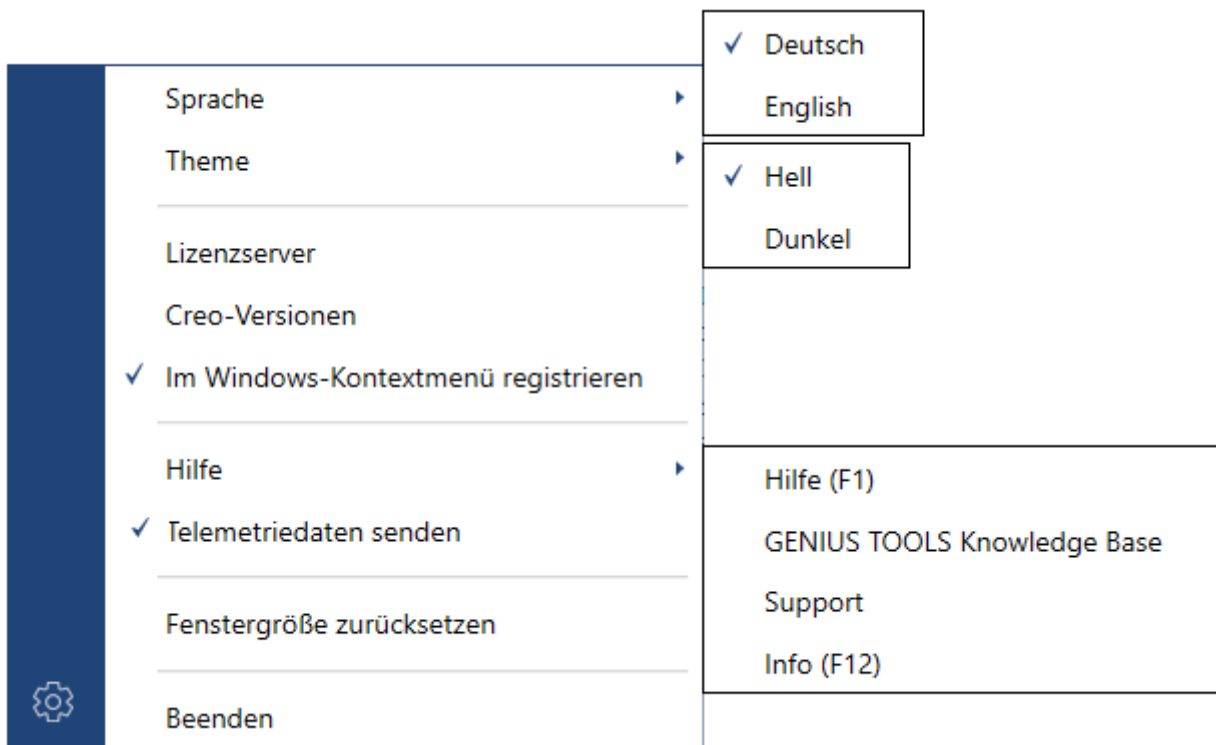 Sprache
Theme
Lizenzserver
Creo-Versionen
Im Windows-Kontextmenü registrieren
Hilfe
Telemetriedaten senden
Fenstergröße zurücksetzen
Beenden
Deutsch
English
Hell
Dunkel
Hilfe (F1)
GENIUS TOOLS Knowledge Base
Support
Info (F12)